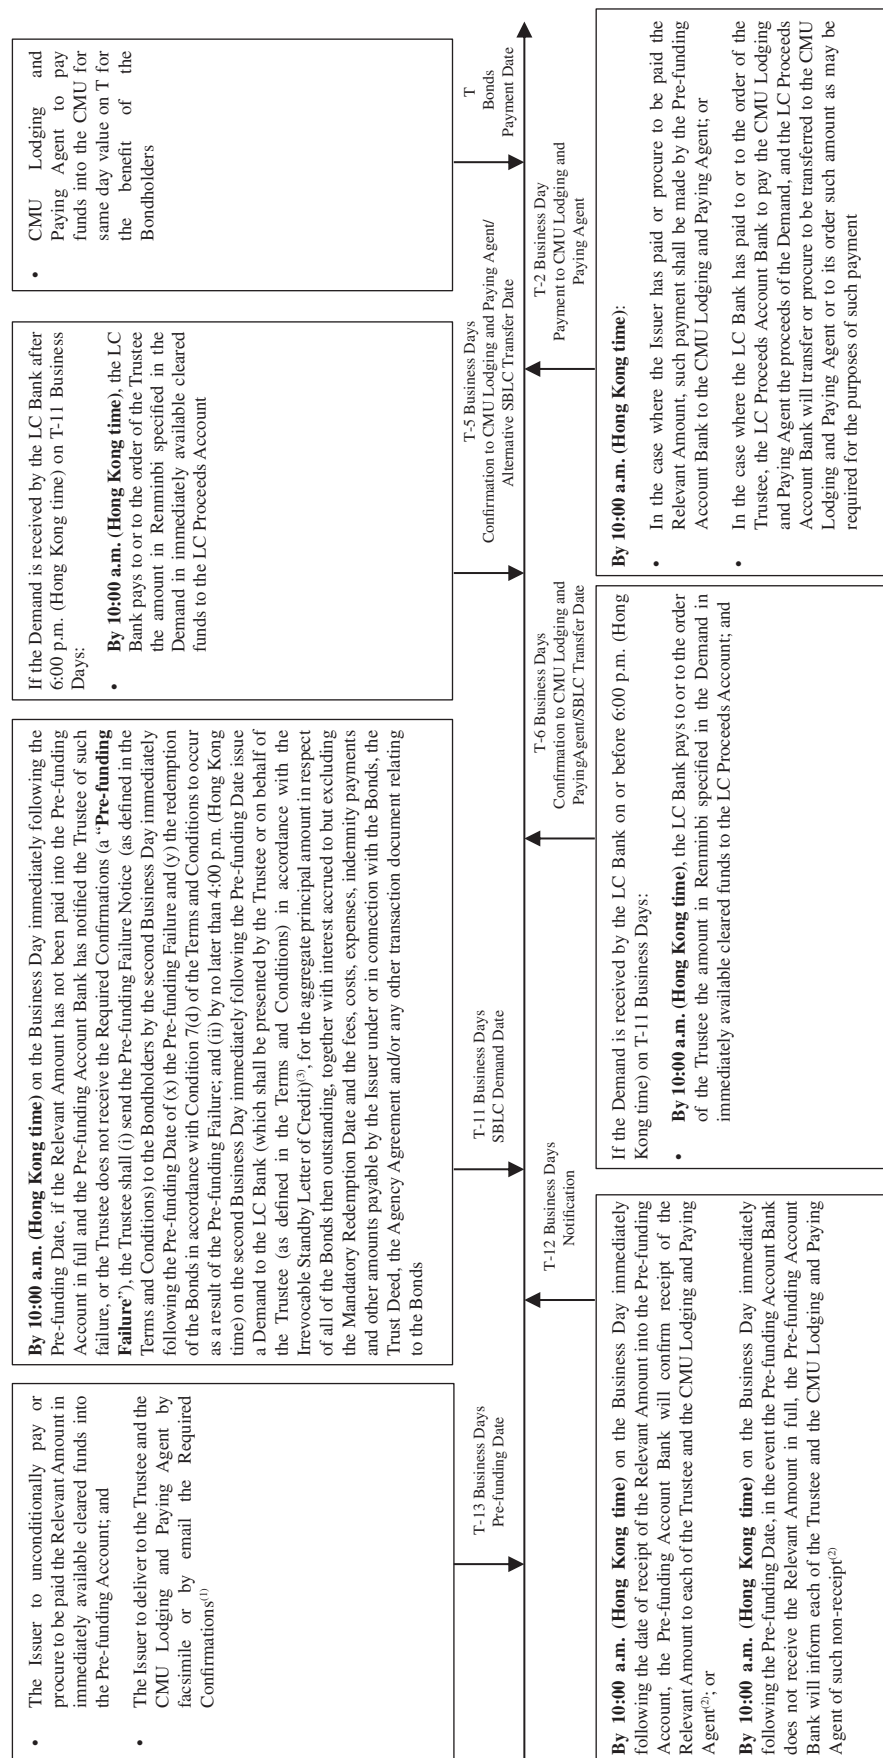 • The Issuer to unconditionally pay or
procure to be paid the Relevant Amount in
immediately available cleared funds into
the Pre-funding Account; and
• The Issuer to deliver to the Trustee and the
CMU Lodging and Paying Agent by
facsimile or by email the Required
Confirmations(1)
By 10:00 a.m. (Hong Kong time) on the Business Day immediately following the
Pre-funding Date, if the Relevant Amount has not been paid into the Pre-funding
Account in full and the Pre-funding Account Bank has notified the Trustee of such
failure, or the Trustee does not receive the Required Confirmations (a “Pre-funding
Failure”), the Trustee shall (i) send the Pre-funding Failure Notice (as defined in the
Terms and Conditions) to the Bondholders by the second Business Day immediately
following the Pre-funding Date of (x) the Pre-funding Failure and (y) the redemption
of the Bonds in accordance with Condition 7(d) of the Terms and Conditions to occur
as a result of the Pre-funding Failure; and (ii) by no later than 4:00 p.m. (Hong Kong
time) on the second Business Day immediately following the Pre-funding Date issue
a Demand to the LC Bank (which shall be presented by the Trustee or on behalf of
the Trustee (as defined in the Terms and Conditions) in accordance with the
Irrevocable Standby Letter of Credit)(3), for the aggregate principal amount in respect
of all of the Bonds then outstanding, together with interest accrued to but excluding
the Mandatory Redemption Date and the fees, costs, expenses, indemnity payments
and other amounts payable by the Issuer under or in connection with the Bonds, the
Trust Deed, the Agency Agreement and/or any other transaction document relating
to the Bonds
If the Demand is received by the LC Bank after
6:00 p.m. (Hong Kong time) on T-11 Business
Days:
• By 10:00 a.m. (Hong Kong time), the LC
Bank pays to or to the order of the Trustee
the amount in Renminbi specified in the
Demand in immediately available cleared
funds to the LC Proceeds Account
• CMU Lodging and
Paying Agent to pay
funds into the CMU for
same day value on T for
the benefit of the
Bondholders
T-13 Business Days
Pre-funding Date
T-11 Business Days
SBLC Demand Date
T-5 Business Days
Confirmation to CMU Lodging and Paying Agent/
Alternative SBLC Transfer Date
T
Bonds
Payment Date
T-12 Business Days
Notification
T-6 Business Days
Confirmation to CMU Lodging and
PayingAgent/SBLC Transfer Date
T-2 Business Day
Payment to CMU Lodging and
Paying Agent
By 10:00 a.m. (Hong Kong time) on the Business Day immediately
following the date of receipt of the Relevant Amount into the Pre-funding
Account, the Pre-funding Account Bank will confirm receipt of the
Relevant Amount to each of the Trustee and the CMU Lodging and Paying
Agent(2); or
By 10:00 a.m. (Hong Kong time) on the Business Day immediately
following the Pre-funding Date, in the event the Pre-funding Account Bank
does not receive the Relevant Amount in full, the Pre-funding Account
Bank will inform each of the Trustee and the CMU Lodging and Paying
Agent of such non-receipt(2)
If the Demand is received by the LC Bank on or before 6:00 p.m. (Hong
Kong time) on T-11 Business Days:
• By 10:00 a.m. (Hong Kong time), the LC Bank pays to or to the order
of the Trustee the amount in Renminbi specified in the Demand in
immediately available cleared funds to the LC Proceeds Account; and
By 10:00 a.m. (Hong Kong time):
• In the case where the Issuer has paid or procure to be paid the
Relevant Amount, such payment shall be made by the Pre-funding
Account Bank to the CMU Lodging and Paying Agent; or
• In the case where the LC Bank has paid to or to the order of the
Trustee, the LC Proceeds Account Bank to pay the CMU Lodging
and Paying Agent the proceeds of the Demand, and the LC Proceeds
Account Bank will transfer or procure to be transferred to the CMU
Lodging and Paying Agent or to its order such amount as may be
required for the purposes of such payment